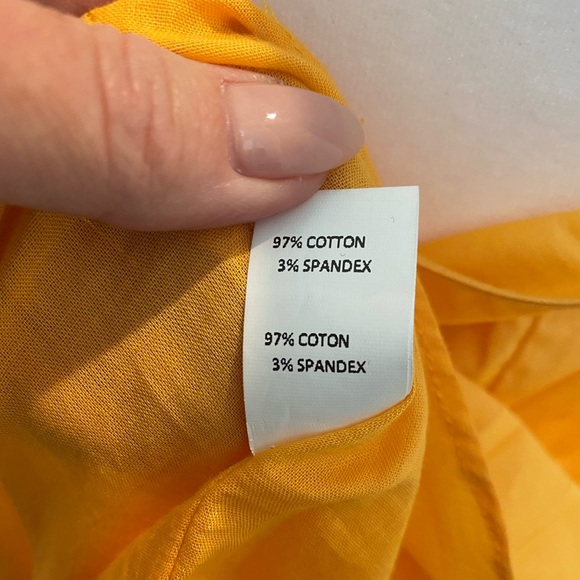 97% COTTON
3% SPANDEX
97% COTON
3% SPANDEX